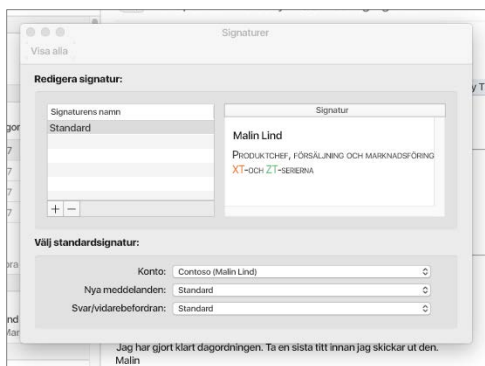 Signaturer
Visa alla
Redigera signatur:
Signaturens namn
Standard
Signatur
Malin Lind
PRODUKTCHEF, FÖRSÄLJNING OCH MARKNADSFÖRING
XT-OCH ZT-SERIERNA
Välj standardsignatur:
Konto: Contoso (Malin Lind)
Nya meddelanden: Standard
Svar/vidarebefordran: Standard
Jag har gjort klart dagordningen. Ta en sista titt innan jag skickar ut den.
Malin